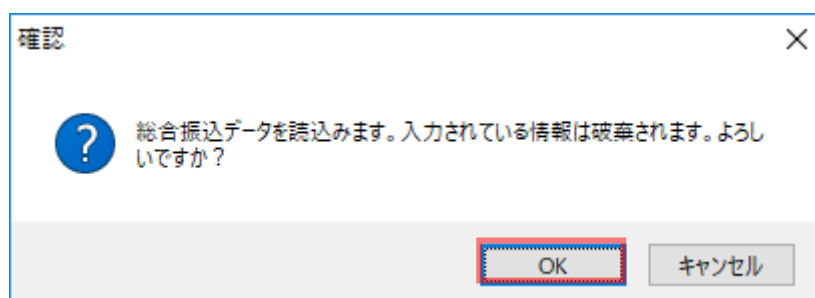 確認
総合振込データを読込みます。入力されている情報は破棄されます。よろし
いですか？
OK
キャンセル